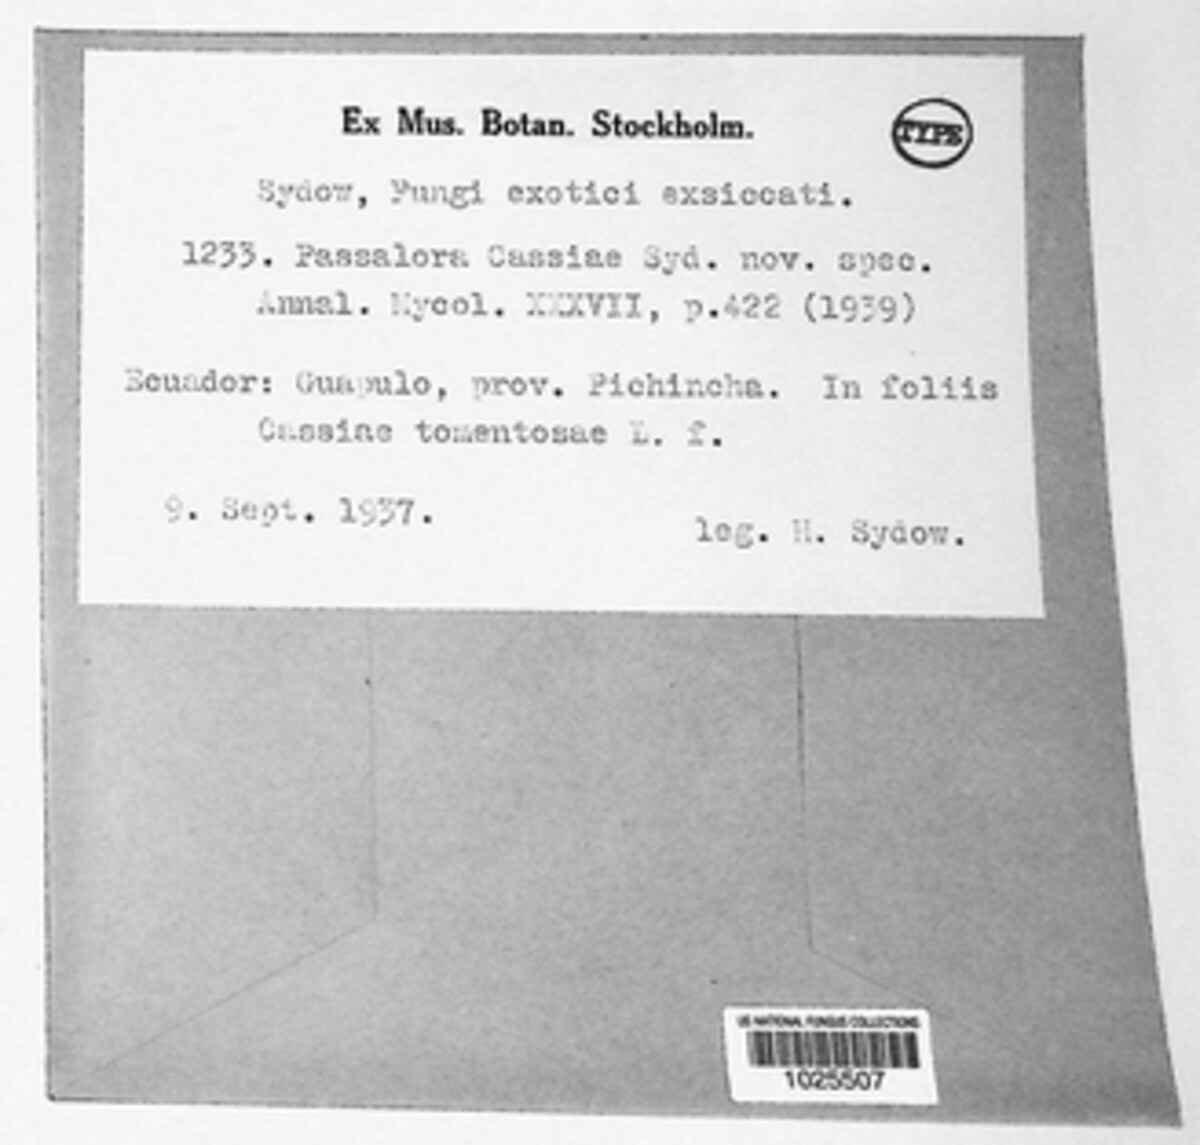 Ex Mus. Botan. Stockholm.
TYPE
Sydow, Fungi exotici exsiccati.
1233. Passalora Cassiae Syd. nov. spec.
Annal. Mycol. XXXVII, p.422 (1939)
Ecuador: Guapulo, prov. Pichincha. In foliis
Cassiae tomentosae L. f.
9. Sept. 1937.
leg. H. Sydow.
US NATIONAL FUNGUS COLLECTIONS
1025507